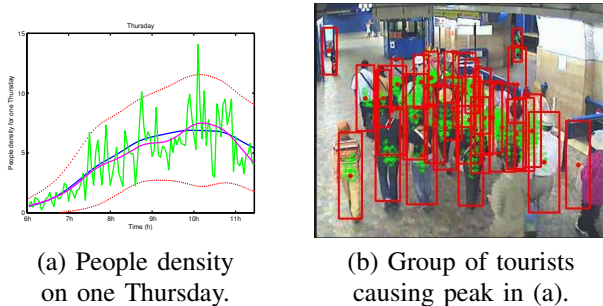 Thursday
People density for one Thursday
15
10
5
0
6h 7h 8h 9h 10h 11h
Time (h)
(a) People density
on one Thursday.
(b) Group of tourists
causing peak in (a).